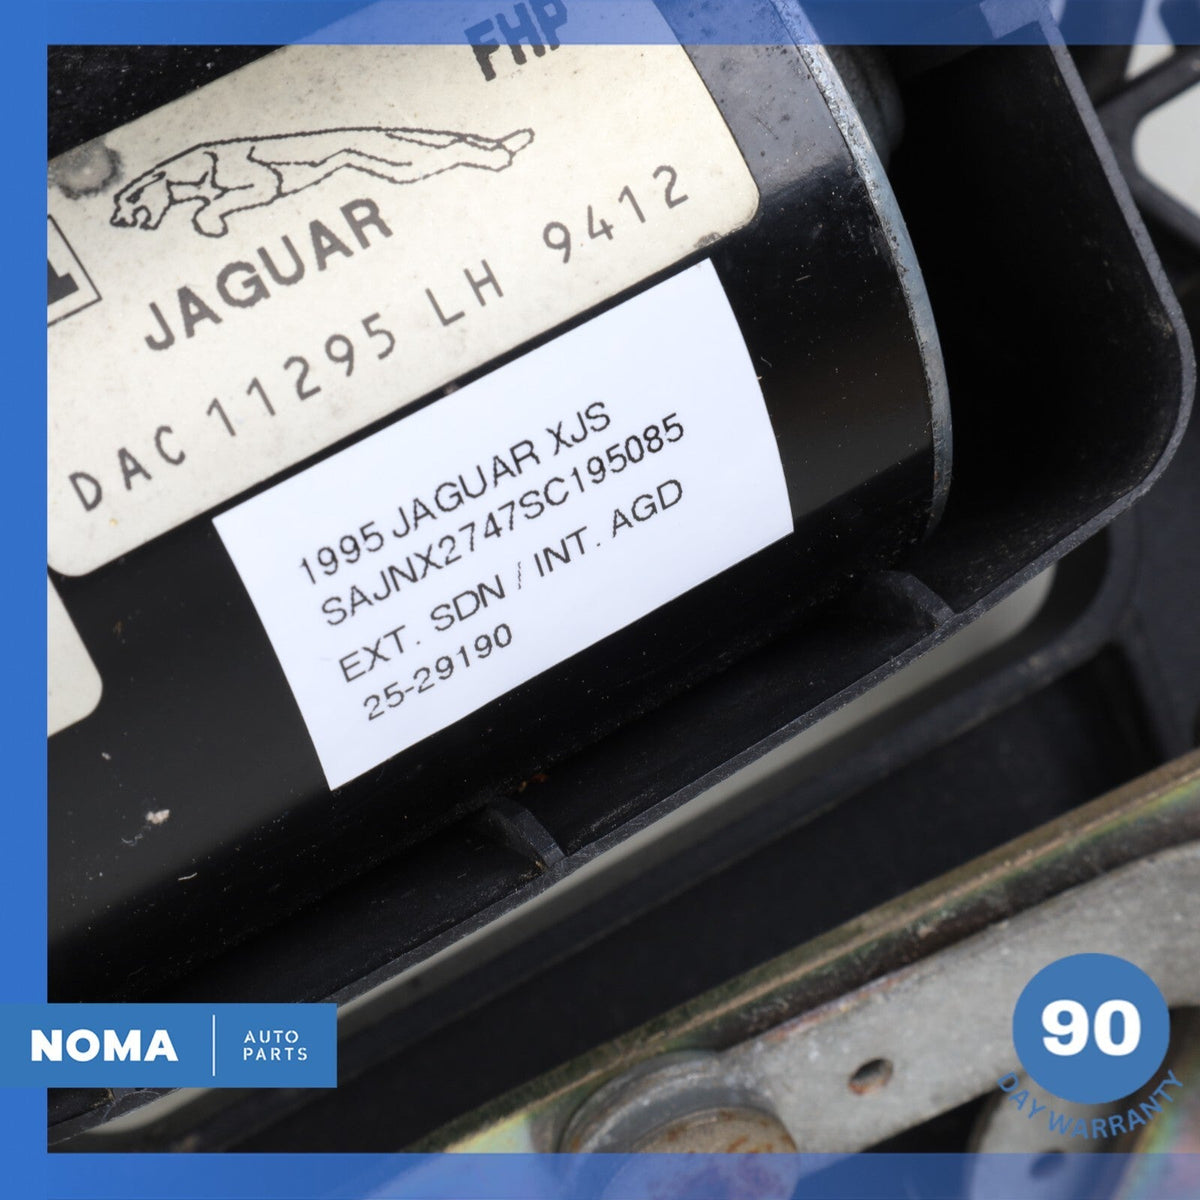 FHP
JAGUAR
DAC 11295 LH 9412
1995 JAGUAR XJS
SAJNX2747SC195085
EXT. SDN / INT. AGD
25-29190
NOMA
AUTO
PARTS
90
DAY WARRANTY